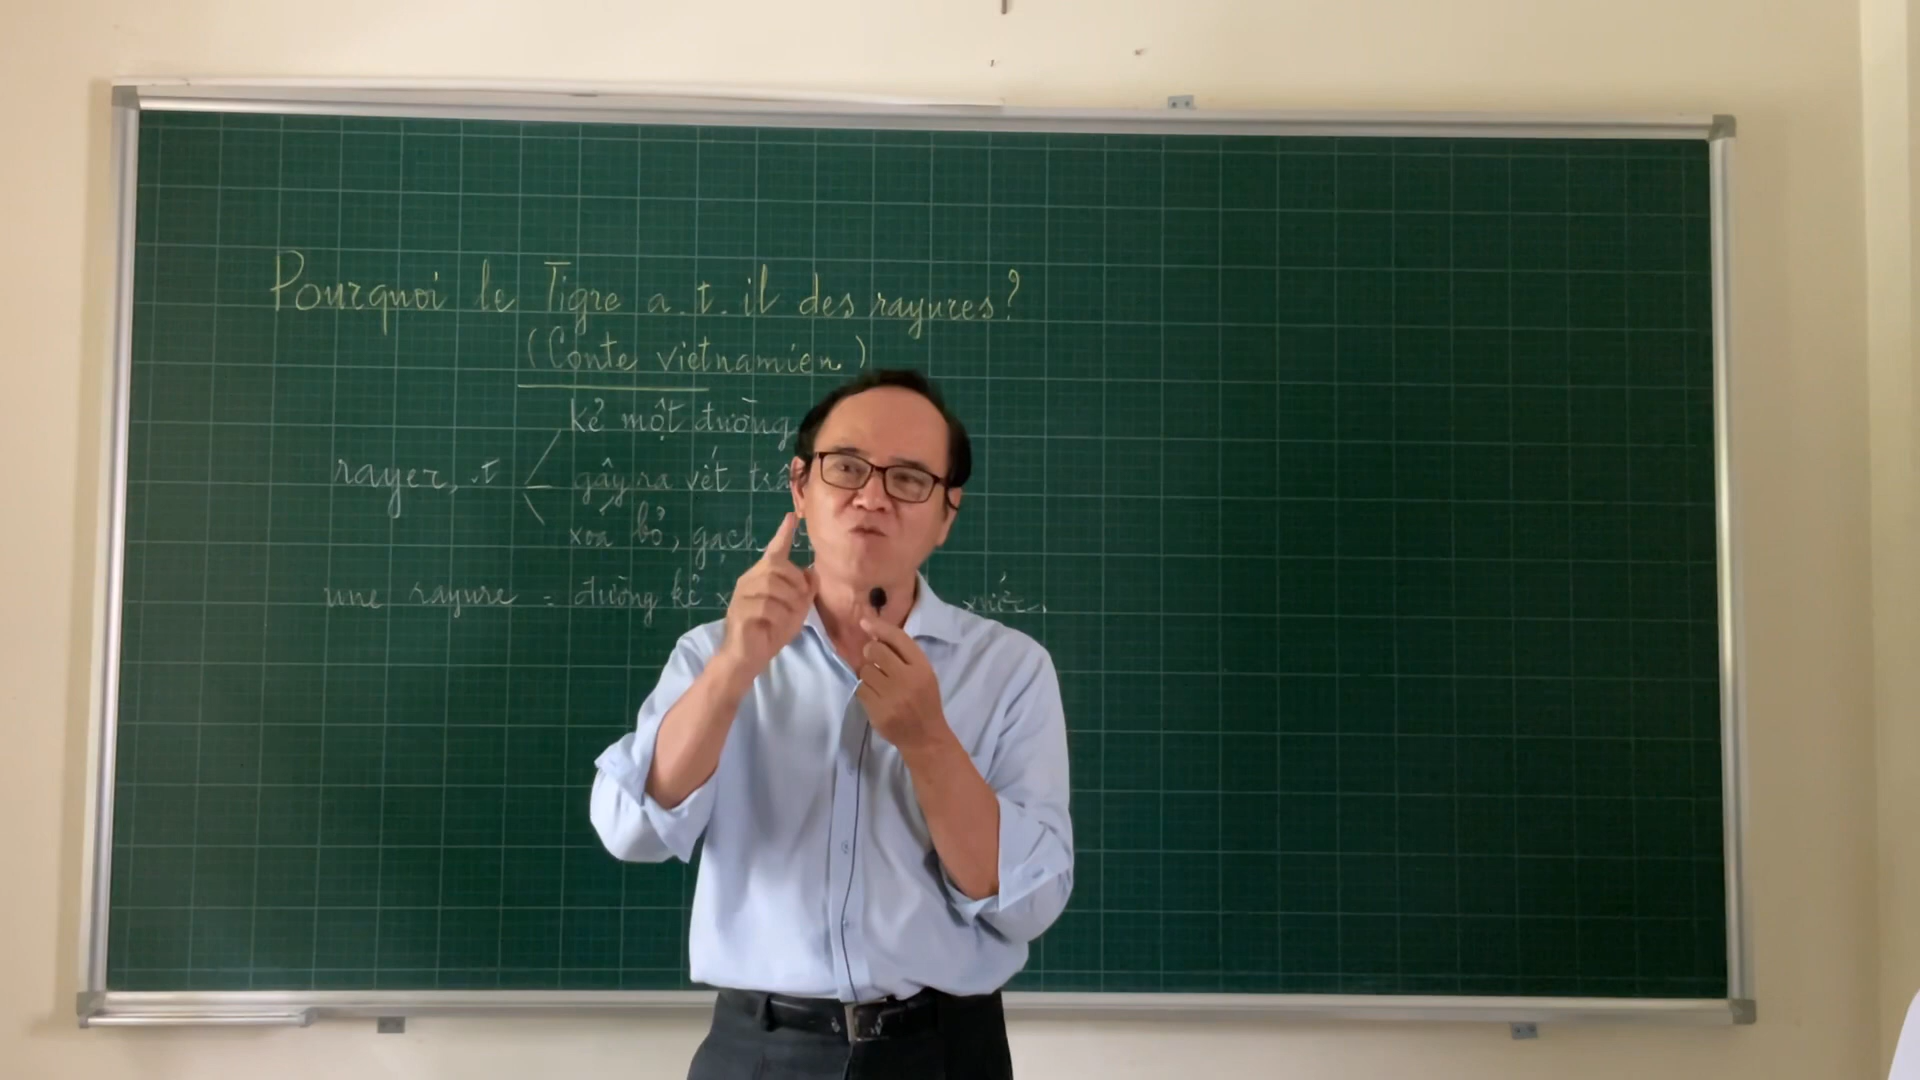 Pourquoi le Tigre a.t.il des rayures?
(Conte vietnamien)
kẻ một đường
rayer, .t gây ra vết
xoá bỏ, gạch
une rayure = đường kẻ